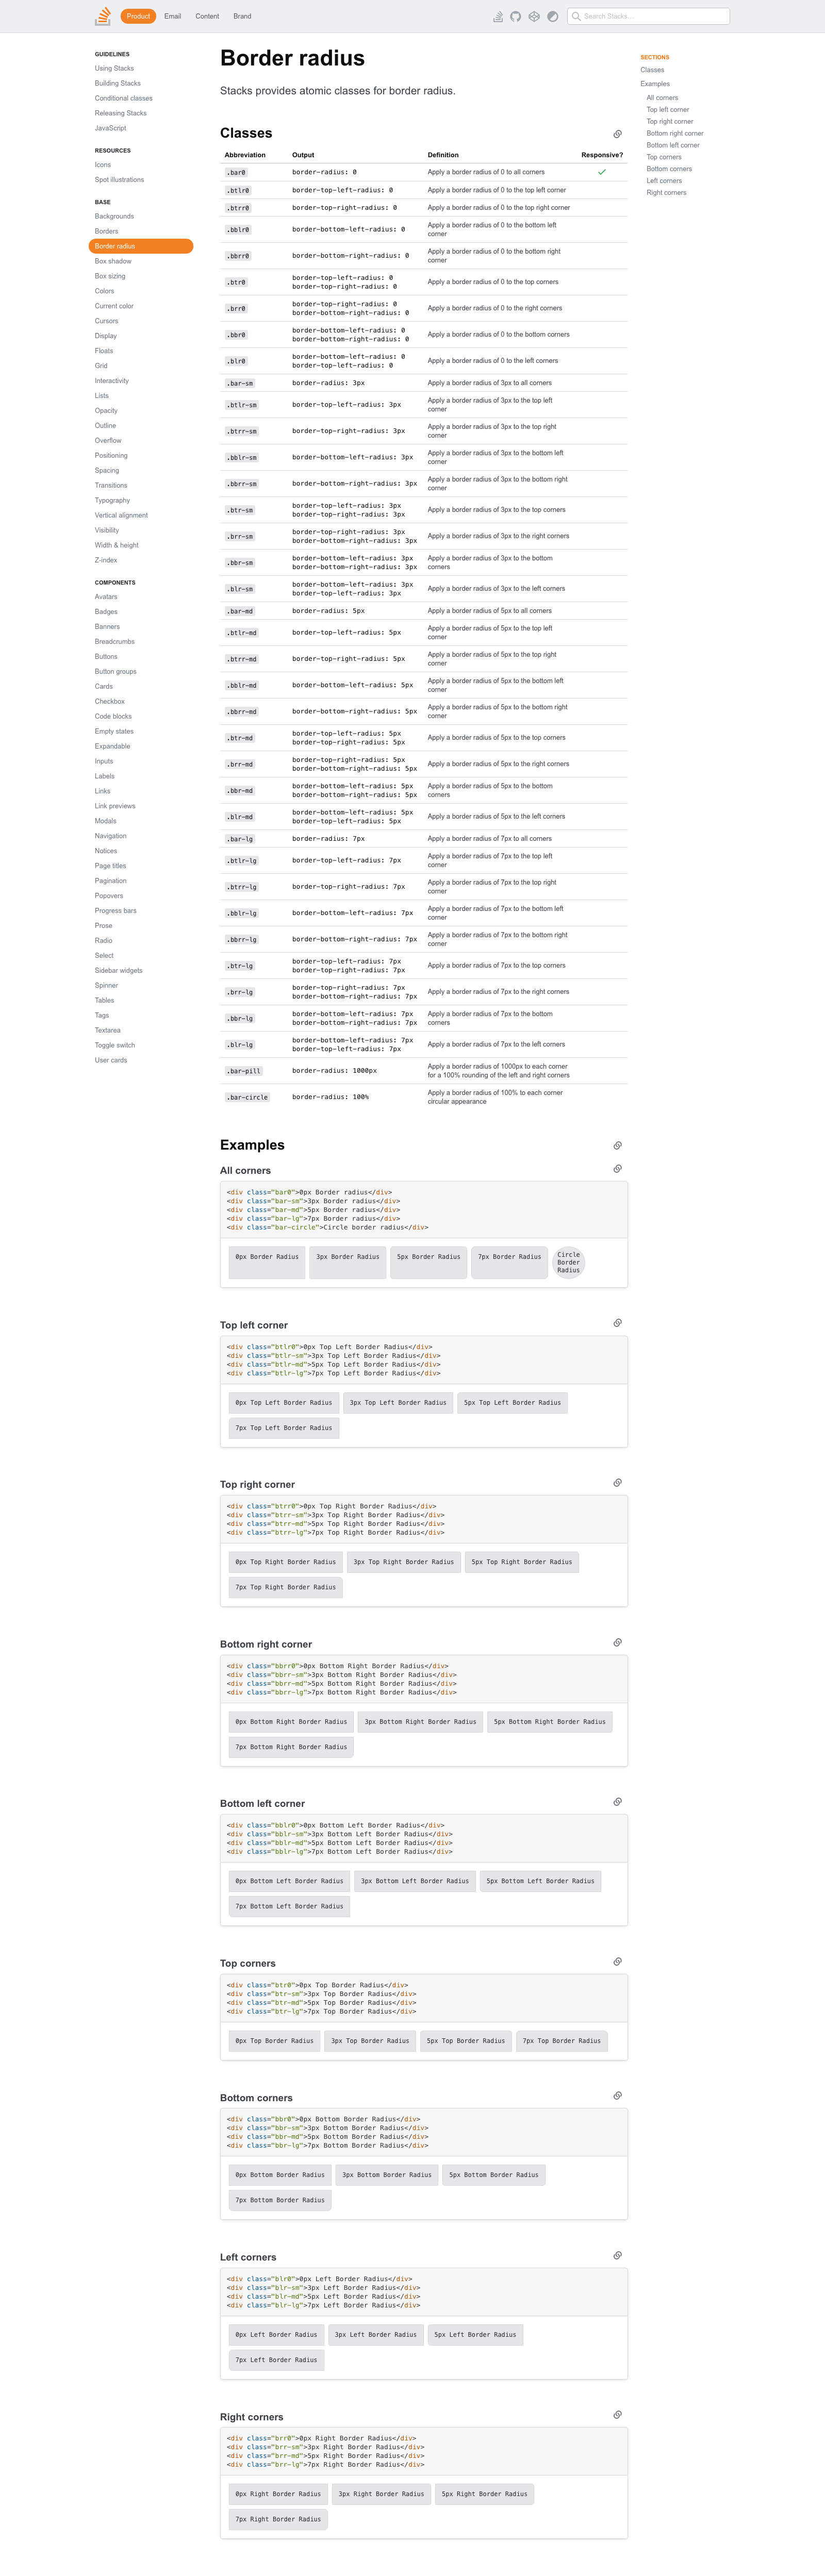 Product Email Content Brand
Search Stacks…
GUIDELINES
Using Stacks
Building Stacks
Conditional classes
Releasing Stacks
JavaScript
RESOURCES
Icons
Spot illustrations
BASE
Backgrounds
Borders
Border radius
Box shadow
Box sizing
Colors
Current color
Cursors
Display
Floats
Grid
Interactivity
Lists
Opacity
Outline
Overflow
Positioning
Spacing
Transitions
Typography
Vertical alignment
Visibility
Width & height
Z-index
COMPONENTS
Avatars
Badges
Banners
Breadcrumbs
Buttons
Button groups
Cards
Checkbox
Code blocks
Empty states
Expandable
Inputs
Labels
Links
Link previews
Modals
Navigation
Notices
Page titles
Pagination
Popovers
Progress bars
Prose
Radio
Select
Sidebar widgets
Spinner
Tables
Tags
Textarea
Toggle switch
User cards
Border radius
Stacks provides atomic classes for border radius.
Classes
Abbreviation Output Definition Responsive?
.bar0 border-radius: 0 Apply a border radius of 0 to all corners
.btlr0 border-top-left-radius: 0 Apply a border radius of 0 to the top left corner
.btrr0 border-top-right-radius: 0 Apply a border radius of 0 to the top right corner
.bblr0 border-bottom-left-radius: 0 Apply a border radius of 0 to the bottom left
corner
.bbrr0 border-bottom-right-radius: 0 Apply a border radius of 0 to the bottom right
corner
.btr0 border-top-left-radius: 0
border-top-right-radius: 0 Apply a border radius of 0 to the top corners
.brr0 border-top-right-radius: 0
border-bottom-right-radius: 0 Apply a border radius of 0 to the right corners
.bbr0 border-bottom-left-radius: 0
border-bottom-right-radius: 0 Apply a border radius of 0 to the bottom corners
.blr0 border-bottom-left-radius: 0
border-top-left-radius: 0 Apply a border radius of 0 to the left corners
.bar-sm border-radius: 3px Apply a border radius of 3px to all corners
.btlr-sm border-top-left-radius: 3px Apply a border radius of 3px to the top left
corner
.btrr-sm border-top-right-radius: 3px Apply a border radius of 3px to the top right
corner
.bblr-sm border-bottom-left-radius: 3px Apply a border radius of 3px to the bottom left
corner
.bbrr-sm border-bottom-right-radius: 3px Apply a border radius of 3px to the bottom right
corner
.btr-sm border-top-left-radius: 3px
border-top-right-radius: 3px Apply a border radius of 3px to the top corners
.brr-sm border-top-right-radius: 3px
border-bottom-right-radius: 3px Apply a border radius of 3px to the right corners
.bbr-sm border-bottom-left-radius: 3px
border-bottom-right-radius: 3px Apply a border radius of 3px to the bottom
corners
.blr-sm border-bottom-left-radius: 3px
border-top-left-radius: 3px Apply a border radius of 3px to the left corners
.bar-md border-radius: 5px Apply a border radius of 5px to all corners
.btlr-md border-top-left-radius: 5px Apply a border radius of 5px to the top left
corner
.btrr-md border-top-right-radius: 5px Apply a border radius of 5px to the top right
corner
.bblr-md border-bottom-left-radius: 5px Apply a border radius of 5px to the bottom left
corner
.bbrr-md border-bottom-right-radius: 5px Apply a border radius of 5px to the bottom right
corner
.btr-md border-top-left-radius: 5px
border-top-right-radius: 5px Apply a border radius of 5px to the top corners
.brr-md border-top-right-radius: 5px
border-bottom-right-radius: 5px Apply a border radius of 5px to the right corners
.bbr-md border-bottom-left-radius: 5px
border-bottom-right-radius: 5px Apply a border radius of 5px to the bottom
corners
.blr-md border-bottom-left-radius: 5px
border-top-left-radius: 5px Apply a border radius of 5px to the left corners
.bar-lg border-radius: 7px Apply a border radius of 7px to all corners
.btlr-lg border-top-left-radius: 7px Apply a border radius of 7px to the top left
corner
.btrr-lg border-top-right-radius: 7px Apply a border radius of 7px to the top right
corner
.bblr-lg border-bottom-left-radius: 7px Apply a border radius of 7px to the bottom left
corner
.bbrr-lg border-bottom-right-radius: 7px Apply a border radius of 7px to the bottom right
corner
.btr-lg border-top-left-radius: 7px
border-top-right-radius: 7px Apply a border radius of 7px to the top corners
.brr-lg border-top-right-radius: 7px
border-bottom-right-radius: 7px Apply a border radius of 7px to the right corners
.bbr-lg border-bottom-left-radius: 7px
border-bottom-right-radius: 7px Apply a border radius of 7px to the bottom
corners
.blr-lg border-bottom-left-radius: 7px
border-top-left-radius: 7px Apply a border radius of 7px to the left corners
.bar-pill border-radius: 1000px Apply a border radius of 1000px to each corner
for a 100% rounding of the left and right corners
.bar-circle border-radius: 100% Apply a border radius of 100% to each corner
circular appearance
Examples
All corners
<div class="bar0">0px Border radius</div>
<div class="bar-sm">3px Border radius</div>
<div class="bar-md">5px Border radius</div>
<div class="bar-lg">7px Border radius</div>
<div class="bar-circle">Circle border radius</div>
0px Border Radius 3px Border Radius 5px Border Radius 7px Border Radius Circle
Border
Radius
Top left corner
<div class="btlr0">0px Top Left Border Radius</div>
<div class="btlr-sm">3px Top Left Border Radius</div>
<div class="btlr-md">5px Top Left Border Radius</div>
<div class="btlr-lg">7px Top Left Border Radius</div>
0px Top Left Border Radius 3px Top Left Border Radius 5px Top Left Border Radius
7px Top Left Border Radius
Top right corner
<div class="btrr0">0px Top Right Border Radius</div>
<div class="btrr-sm">3px Top Right Border Radius</div>
<div class="btrr-md">5px Top Right Border Radius</div>
<div class="btrr-lg">7px Top Right Border Radius</div>
0px Top Right Border Radius 3px Top Right Border Radius 5px Top Right Border Radius
7px Top Right Border Radius
Bottom right corner
<div class="bbrr0">0px Bottom Right Border Radius</div>
<div class="bbrr-sm">3px Bottom Right Border Radius</div>
<div class="bbrr-md">5px Bottom Right Border Radius</div>
<div class="bbrr-lg">7px Bottom Right Border Radius</div>
0px Bottom Right Border Radius 3px Bottom Right Border Radius 5px Bottom Right Border Radius
7px Bottom Right Border Radius
Bottom left corner
<div class="bblr0">0px Bottom Left Border Radius</div>
<div class="bblr-sm">3px Bottom Left Border Radius</div>
<div class="bblr-md">5px Bottom Left Border Radius</div>
<div class="bblr-lg">7px Bottom Left Border Radius</div>
0px Bottom Left Border Radius 3px Bottom Left Border Radius 5px Bottom Left Border Radius
7px Bottom Left Border Radius
Top corners
<div class="btr0">0px Top Border Radius</div>
<div class="btr-sm">3px Top Border Radius</div>
<div class="btr-md">5px Top Border Radius</div>
<div class="btr-lg">7px Top Border Radius</div>
0px Top Border Radius 3px Top Border Radius 5px Top Border Radius 7px Top Border Radius
Bottom corners
<div class="bbr0">0px Bottom Border Radius</div>
<div class="bbr-sm">3px Bottom Border Radius</div>
<div class="bbr-md">5px Bottom Border Radius</div>
<div class="bbr-lg">7px Bottom Border Radius</div>
0px Bottom Border Radius 3px Bottom Border Radius 5px Bottom Border Radius
7px Bottom Border Radius
Left corners
<div class="blr0">0px Left Border Radius</div>
<div class="blr-sm">3px Left Border Radius</div>
<div class="blr-md">5px Left Border Radius</div>
<div class="blr-lg">7px Left Border Radius</div>
0px Left Border Radius 3px Left Border Radius 5px Left Border Radius
7px Left Border Radius
Right corners
<div class="brr0">0px Right Border Radius</div>
<div class="brr-sm">3px Right Border Radius</div>
<div class="brr-md">5px Right Border Radius</div>
<div class="brr-lg">7px Right Border Radius</div>
0px Right Border Radius 3px Right Border Radius 5px Right Border Radius
7px Right Border Radius
SECTIONS
Classes
Examples
All corners
Top left corner
Top right corner
Bottom right corner
Bottom left corner
Top corners
Bottom corners
Left corners
Right corners